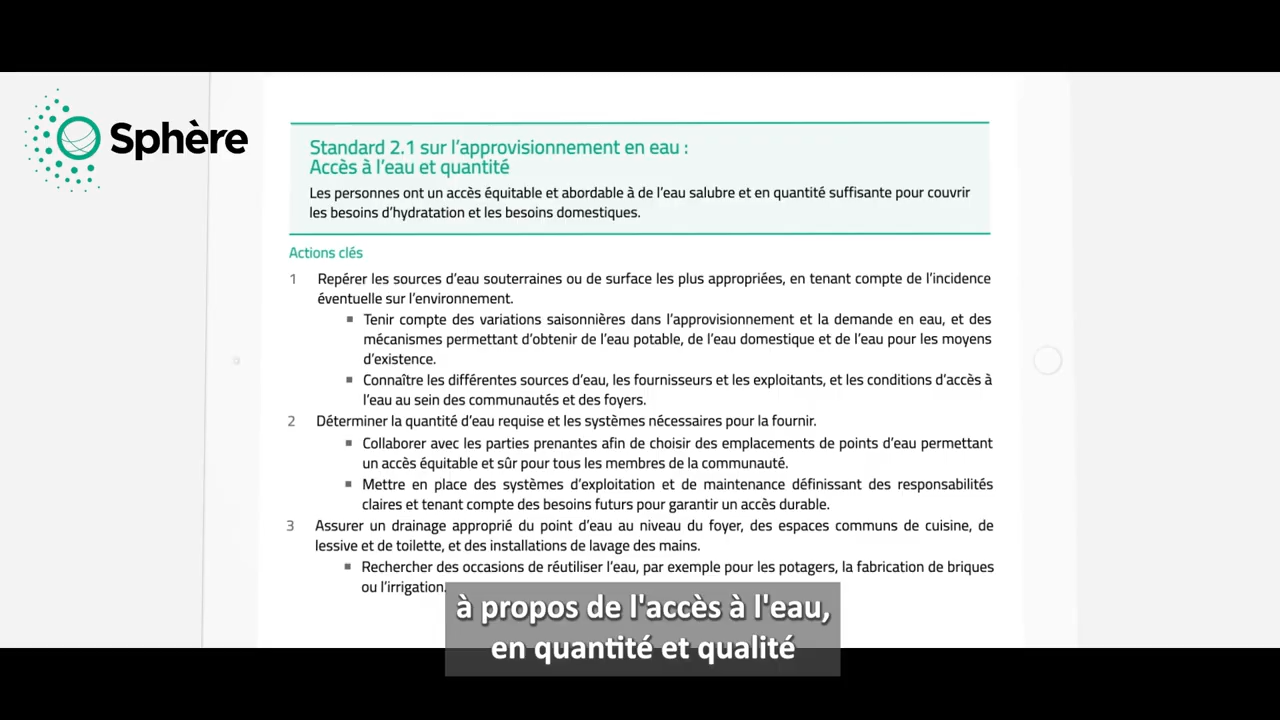 Sphère
Standard 2.1 sur l'approvisionnement en eau :
Accès à l'eau et quantité
Les personnes ont un accès équitable et abordable à de l'eau salubre et en quantité suffisante pour couvrir
les besoins d'hydratation et les besoins domestiques.
Actions clés
1 Repérer les sources d'eau souterraines ou de surface les plus appropriées, en tenant compte de l'incidence
éventuelle sur l'environnement.
■ Tenir compte des variations saisonnières dans l'approvisionnement et la demande en eau, et des
mécanismes permettant d'obtenir de l'eau potable, de l'eau domestique et de l'eau pour les moyens
d'existence.
■ Connaître les différentes sources d'eau, les fournisseurs et les exploitants, et les conditions d'accès à
l'eau au sein des communautés et des foyers.
2 Déterminer la quantité d'eau requise et les systèmes nécessaires pour la fournir.
■ Collaborer avec les parties prenantes afin de choisir des emplacements de points d'eau permettant
un accès équitable et sûr pour tous les membres de la communauté.
■ Mettre en place des systèmes d'exploitation et de maintenance définissant des responsabilités
claires et tenant compte des besoins futurs pour garantir un accès durable.
3 Assurer un drainage approprié du point d'eau au niveau du foyer, des espaces communs de cuisine, de
lessive et de toilette, et des installations de lavage des mains.
■ Rechercher des occasions de réutiliser l'eau, par exemple pour les potagers, la fabrication de briques
ou l'irrigation.
à propos de l'accès à l'eau,
en quantité et qualité